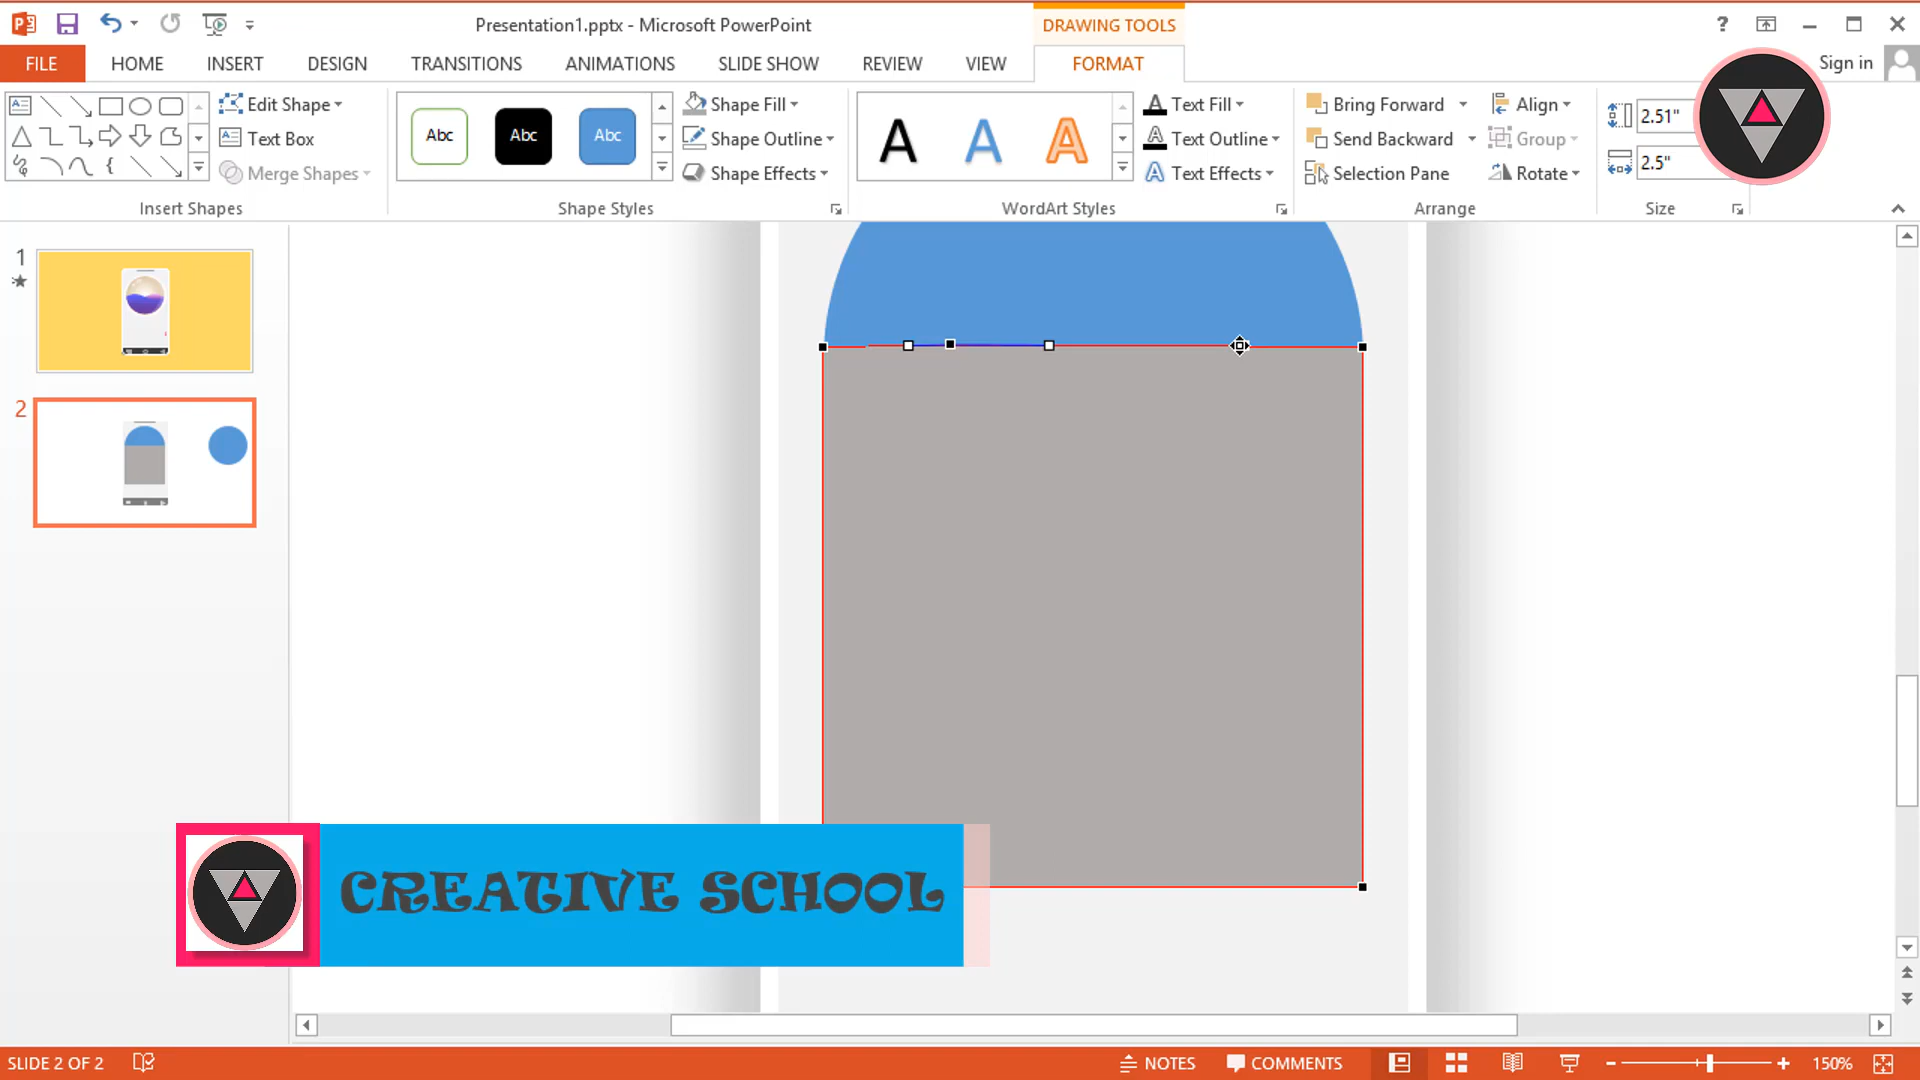 Presentation1.pptx - Microsoft PowerPoint
DRAWING TOOLS
?
FILE
HOME
INSERT
DESIGN
TRANSITIONS
ANIMATIONS
SLIDE SHOW
REVIEW
VIEW
FORMAT
Sign in
Edit Shape
Text Box
Merge Shapes
Insert Shapes
Abc
Abc
Abc
Shape Fill
Shape Outline
Shape Effects
Shape Styles
A
A
A
Text Fill
Text Outline
Text Effects
WordArt Styles
Bring Forward
Send Backward
Selection Pane
Align
Group
Rotate
Arrange
2.51"
2.5"
Size
1
2
CREATIVE SCHOOL
SLIDE 2 OF 2
NOTES
COMMENTS
150%